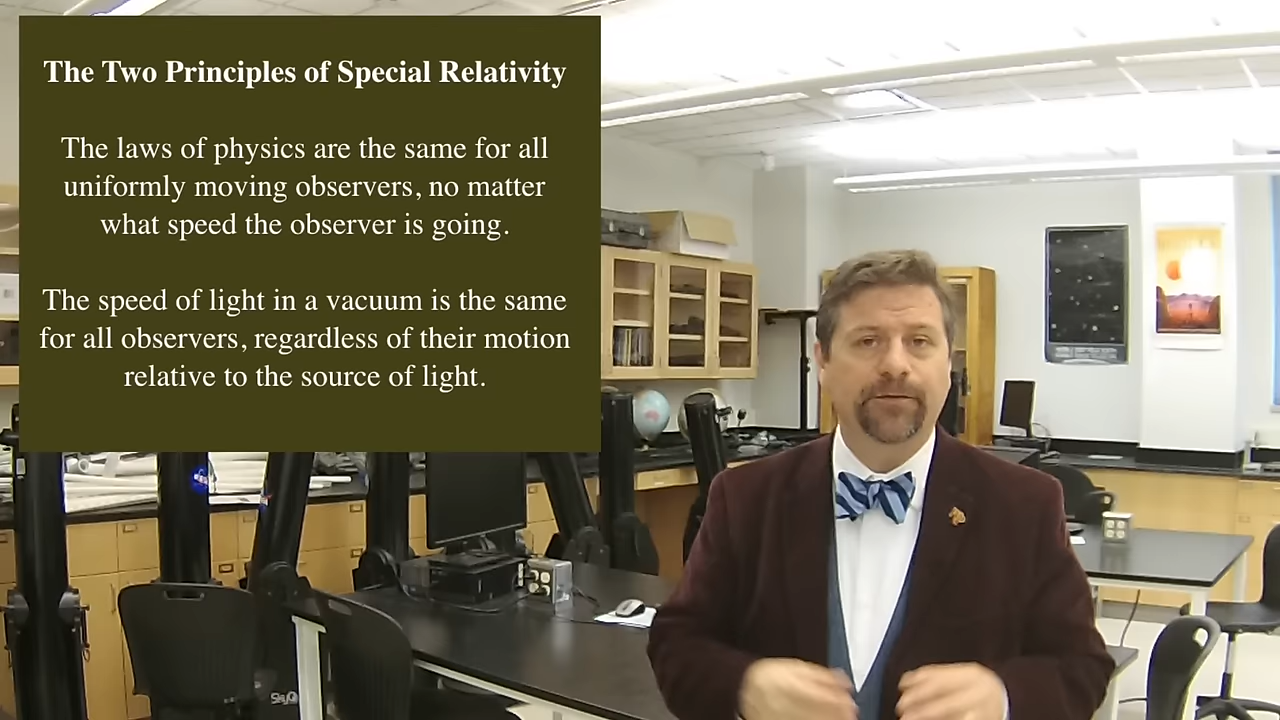 The Two Principles of Special Relativity
The laws of physics are the same for all
uniformly moving observers, no matter
what speed the observer is going.
The speed of light in a vacuum is the same
for all observers, regardless of their motion
relative to the source of light.